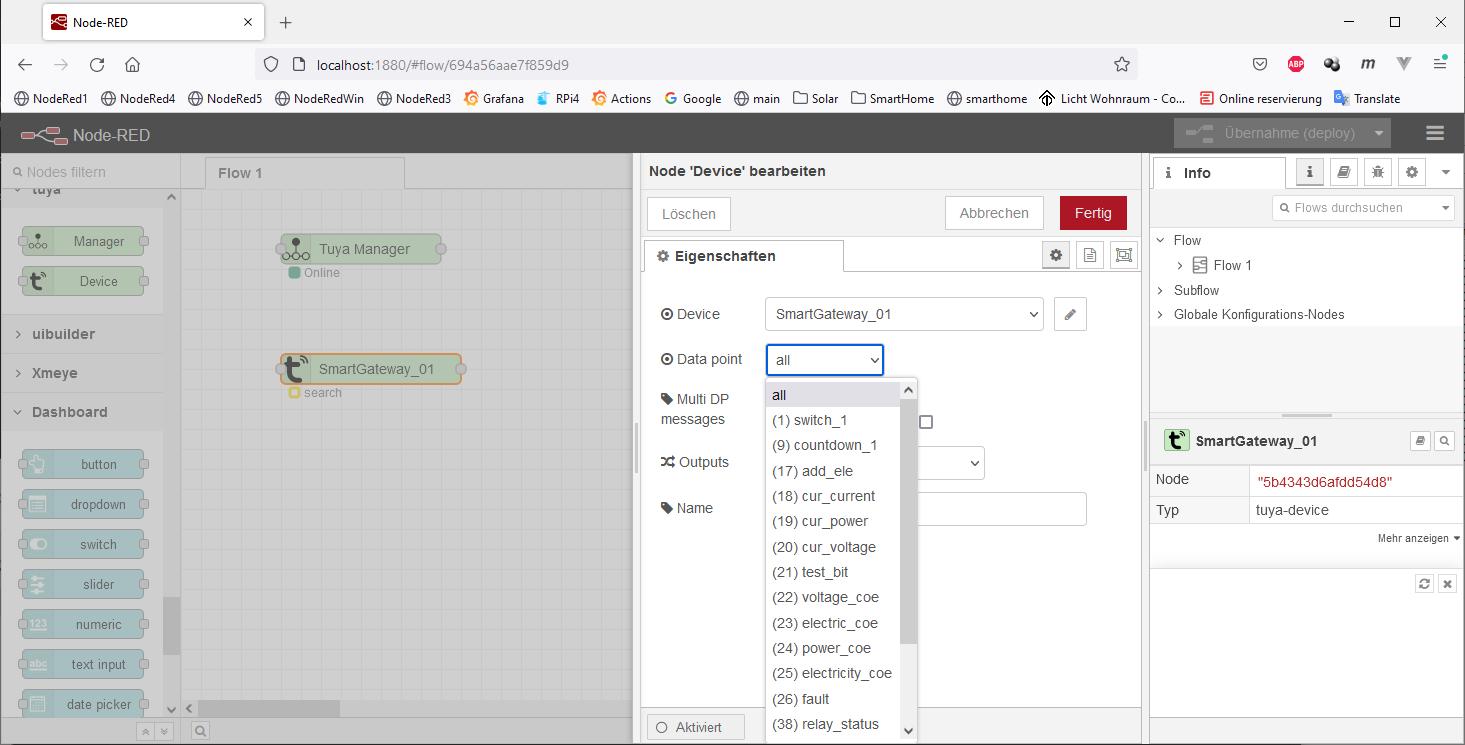 Node-RED
localhost:1880/#flow/694a56aae7f859d9
ABP
m
NodeRed1 NodeRed4 NodeRed5 NodeRedWin NodeRed3 Grafana RPi4 Actions Google main Solar SmartHome smarthome Licht Wohnraum - Co... Online reservierung Translate
Node-RED
Übernahme (deploy)
Nodes filtern
tuya
Manager
Device
uibuilder
Xmeye
Dashboard
button
dropdown
switch
slider
123 numeric
abc text input
date picker
Flow 1
Tuya Manager
Online
SmartGateway_01
search
Node 'Device' bearbeiten
Löschen
Abbrechen
Fertig
Eigenschaften
Device
SmartGateway_01
Data point
all
Multi DP
messages
Outputs
Name
all
(1) switch_1
(9) countdown_1
(17) add_ele
(18) cur_current
(19) cur_power
(20) cur_voltage
(21) test_bit
(22) voltage_coe
(23) electric_coe
(24) power_coe
(25) electricity_coe
(26) fault
(38) relay_status
Aktiviert
i Info
i
Flows durchsuchen
Flow
Flow 1
Subflow
Globale Konfigurations-Nodes
SmartGateway_01
Node "5b4343d6afdd54d8"
Typ tuya-device
Mehr anzeigen